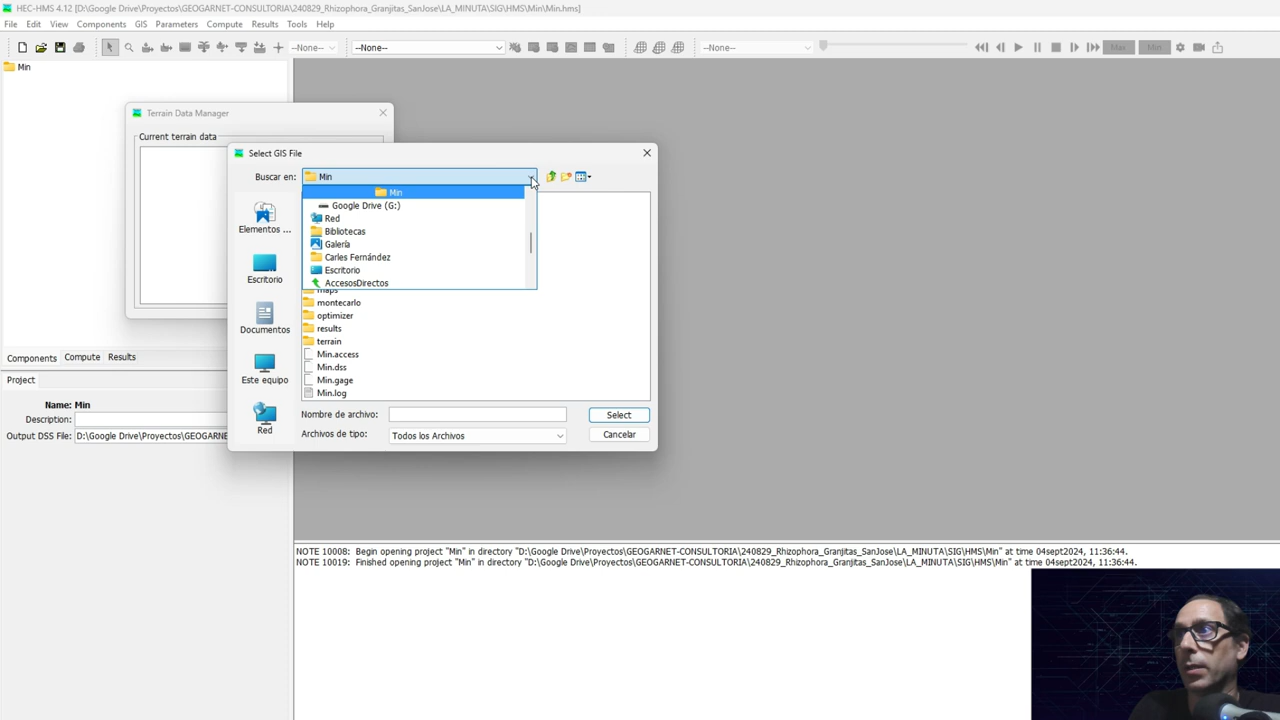 HEC-HMS 4.12 [D:\Google Drive\Proyectos\GEOGARNET-CONSULTORIA\240829_Rhizophora_Granjitas_SanJose\LA_MINUTA\SIG\HMS\Min\Min.hms]
File Edit View Components GIS Parameters Compute Results Tools Help
--None-- --None-- --None-- Max Min
Min
Terrain Data Manager
Current terrain data
Select GIS File
Buscar en: Min
Min
Google Drive (G:)
Red
Bibliotecas
Galería
Carles Fernández
Escritorio
AccesosDirectos
Elementos ...
Escritorio
Documentos
Este equipo
Red
maps
montecarlo
optimizer
results
terrain
Min.access
Min.dss
Min.gage
Min.log
Nombre de archivo: Select
Archivos de tipo: Todos los Archivos Cancelar
Components Compute Results
Project
Name: Min
Description:
Output DSS File: D:\Google Drive\Proyectos\GEOGARNE
NOTE 10008: Begin opening project "Min" in directory "D:\Google Drive\Proyectos\GEOGARNET-CONSULTORIA\240829_Rhizophora_Granjitas_SanJose\LA_MINUTA\SIG\HMS\Min" at time 04sept2024, 11:36:44.
NOTE 10019: Finished opening project "Min" in directory "D:\Google Drive\Proyectos\GEOGARNET-CONSULTORIA\240829_Rhizophora_Granjitas_SanJose\LA_MINUTA\SIG\HMS\Min" at time 04sept2024, 11:36:44.